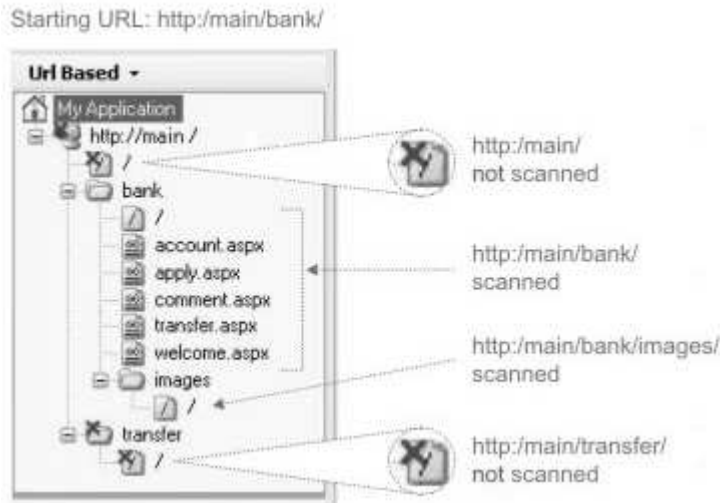 Starting URL: http:/main/bank/
Url Based
My Application
http://main /
/
http:/main/
not scanned
bank
/
account.aspx
apply.aspx
comment.aspx
transfer.aspx
welcome.aspx
http:/main/bank/
scanned
images
/
http:/main/bank/images/
scanned
transfer
/
http:/main/transfer/
not scanned